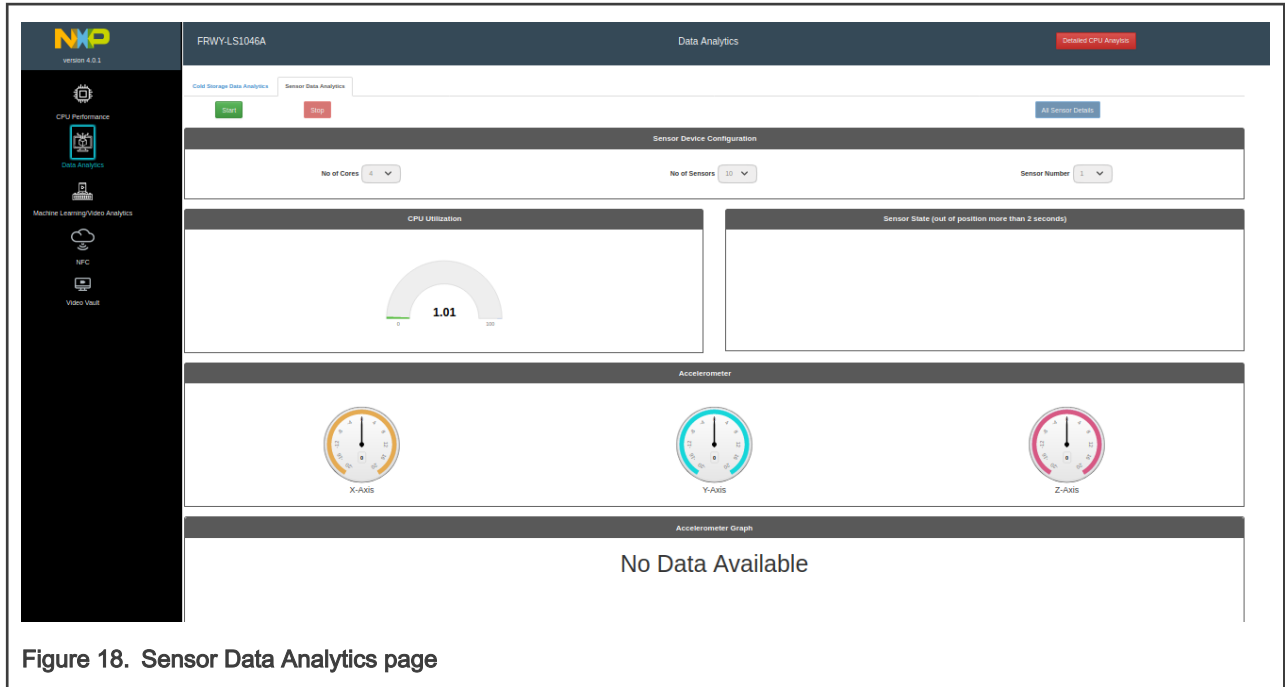 NXP
version 4.0.1
FRWY-LS1046A
Data Analytics
Detailed CPU Anaylsis
CPU Performance
Data Analytics
Machine Learning/Video Analytics
NFC
Video Vault
Cold Storage Data Analytics
Sensor Data Analytics
Start
Stop
All Sensor Details
Sensor Device Configuration
No of Cores 4
No of Sensors 10
Sensor Number 1
CPU Utilization
1.01
0
100
Sensor State (out of position more than 2 seconds)
Accelerometer
0
X-Axis
0
Y-Axis
0
Z-Axis
Accelerometer Graph
No Data Available
Figure 18. Sensor Data Analytics page